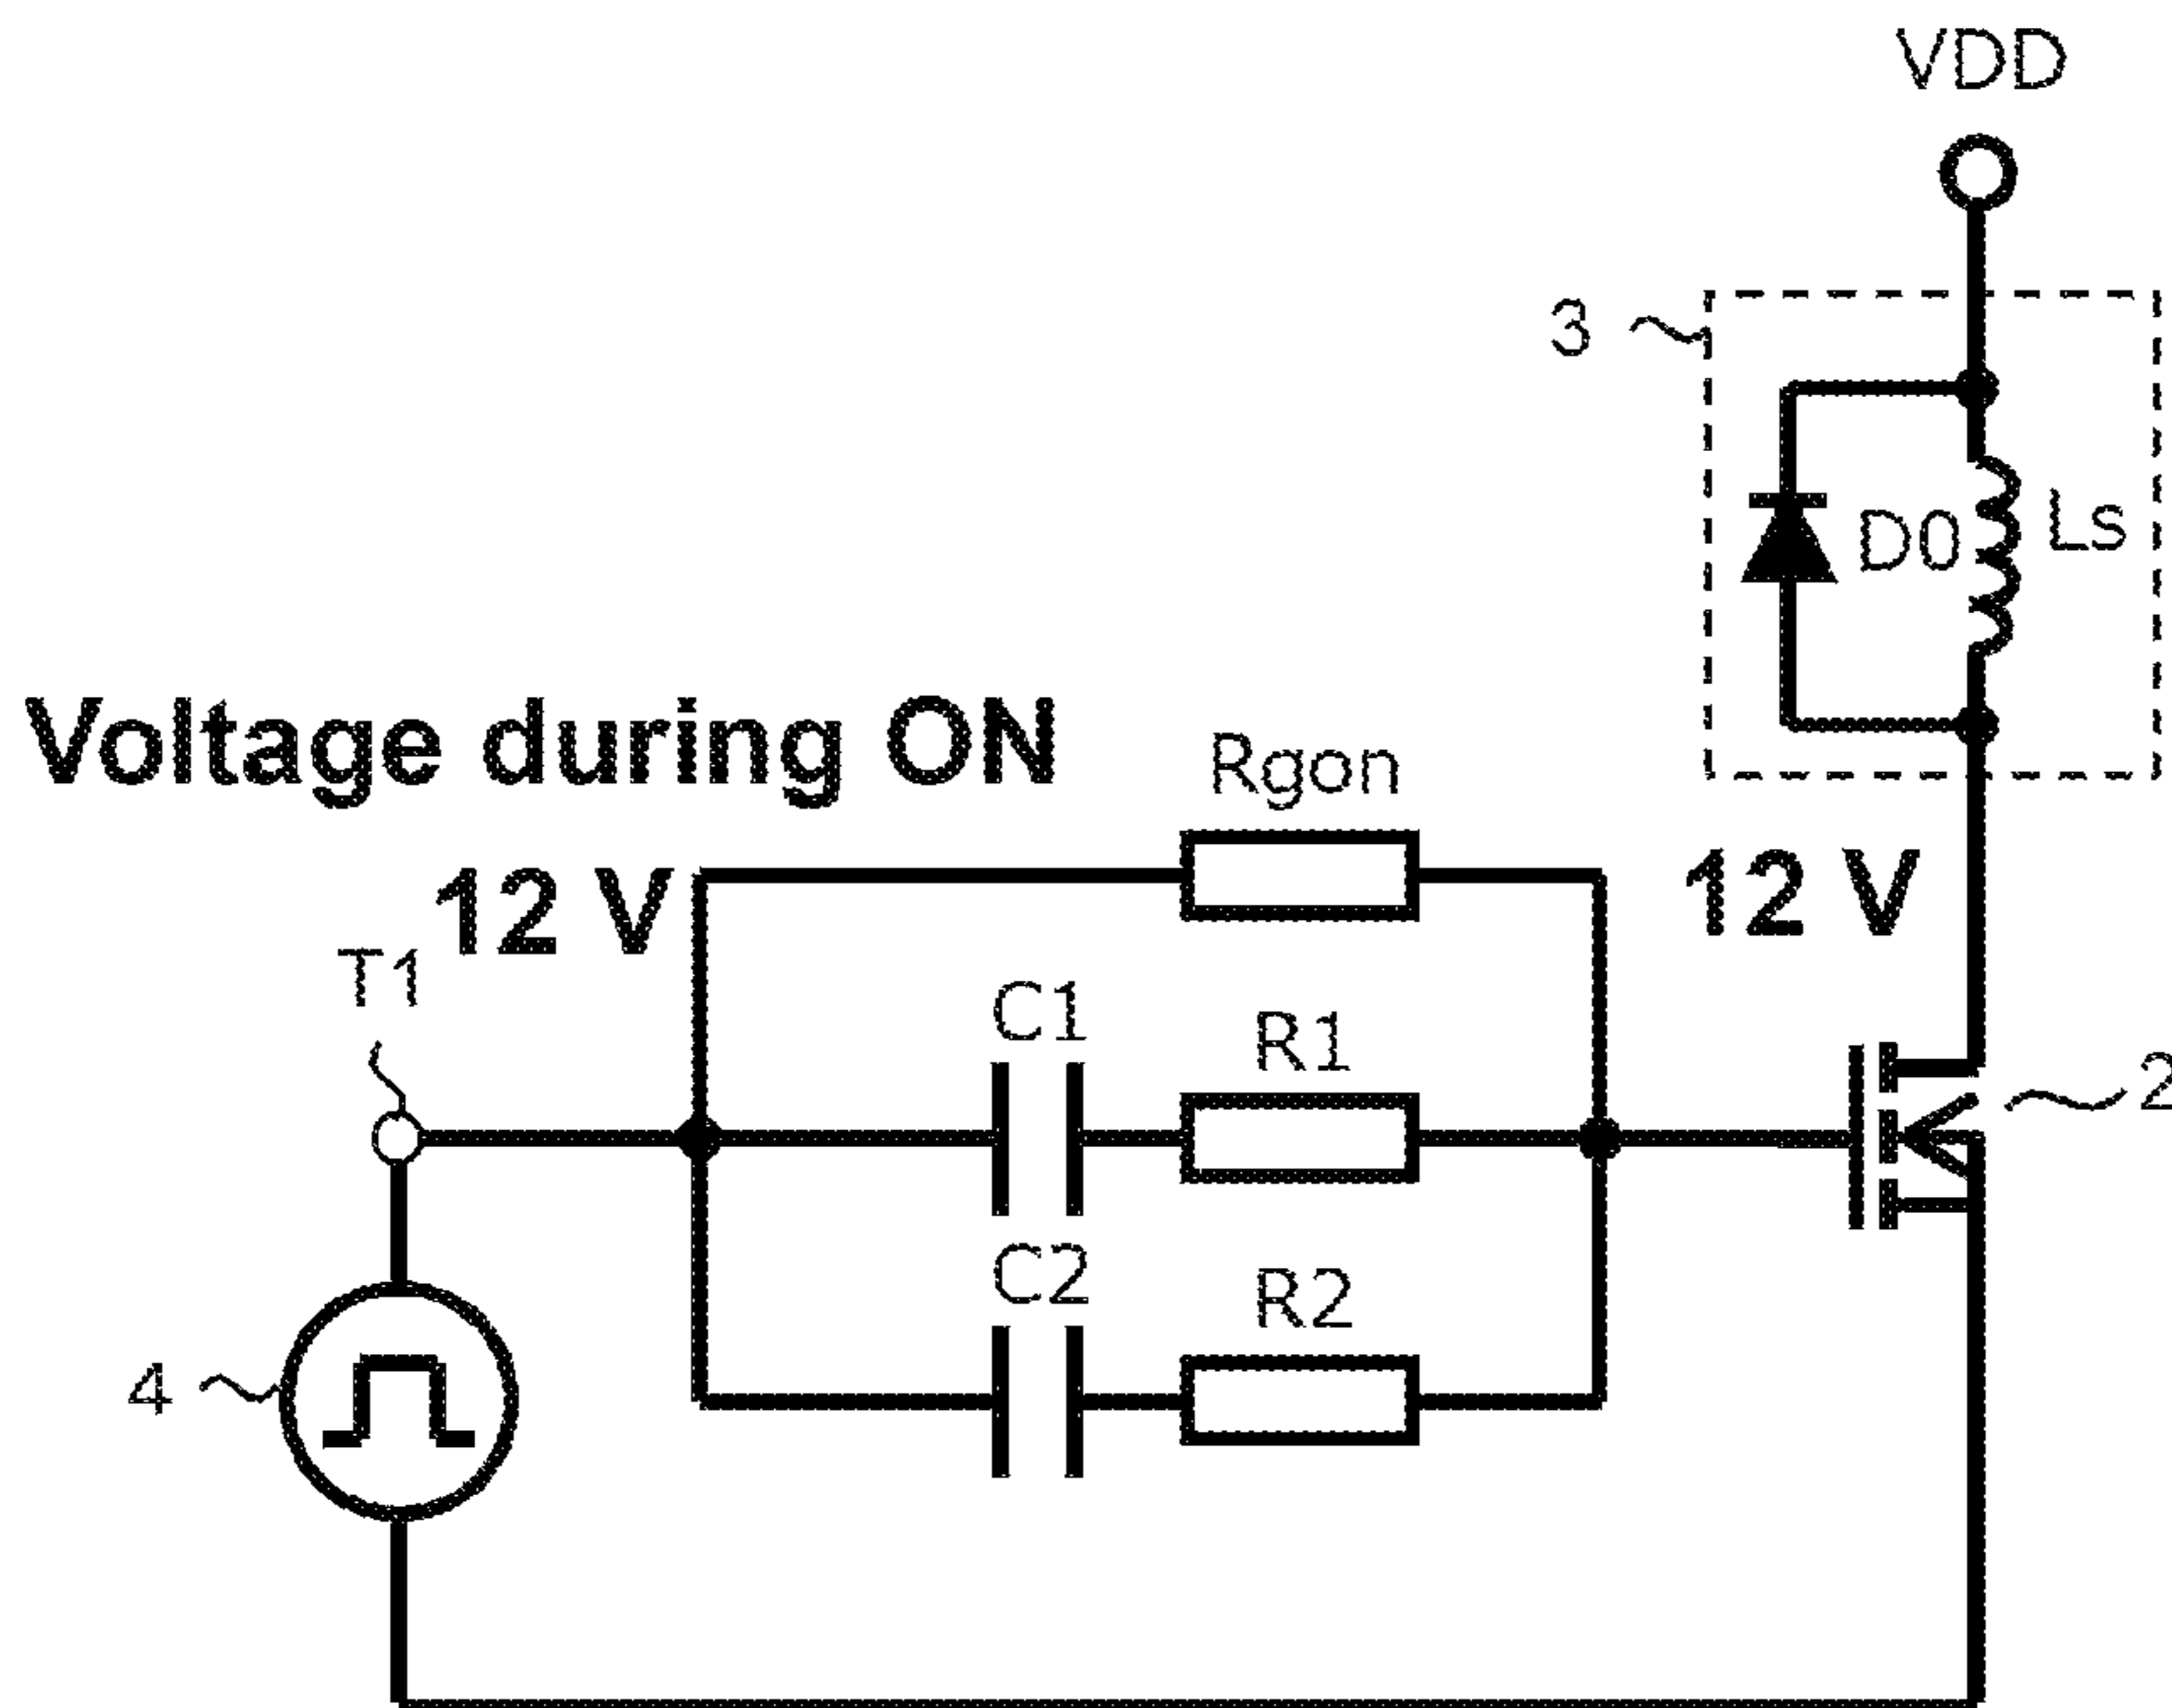 VDD
3
D0
Ls
Voltage during ON
Rgon
12 V
12 V
T1
C1
R1
2
C2
R2
4